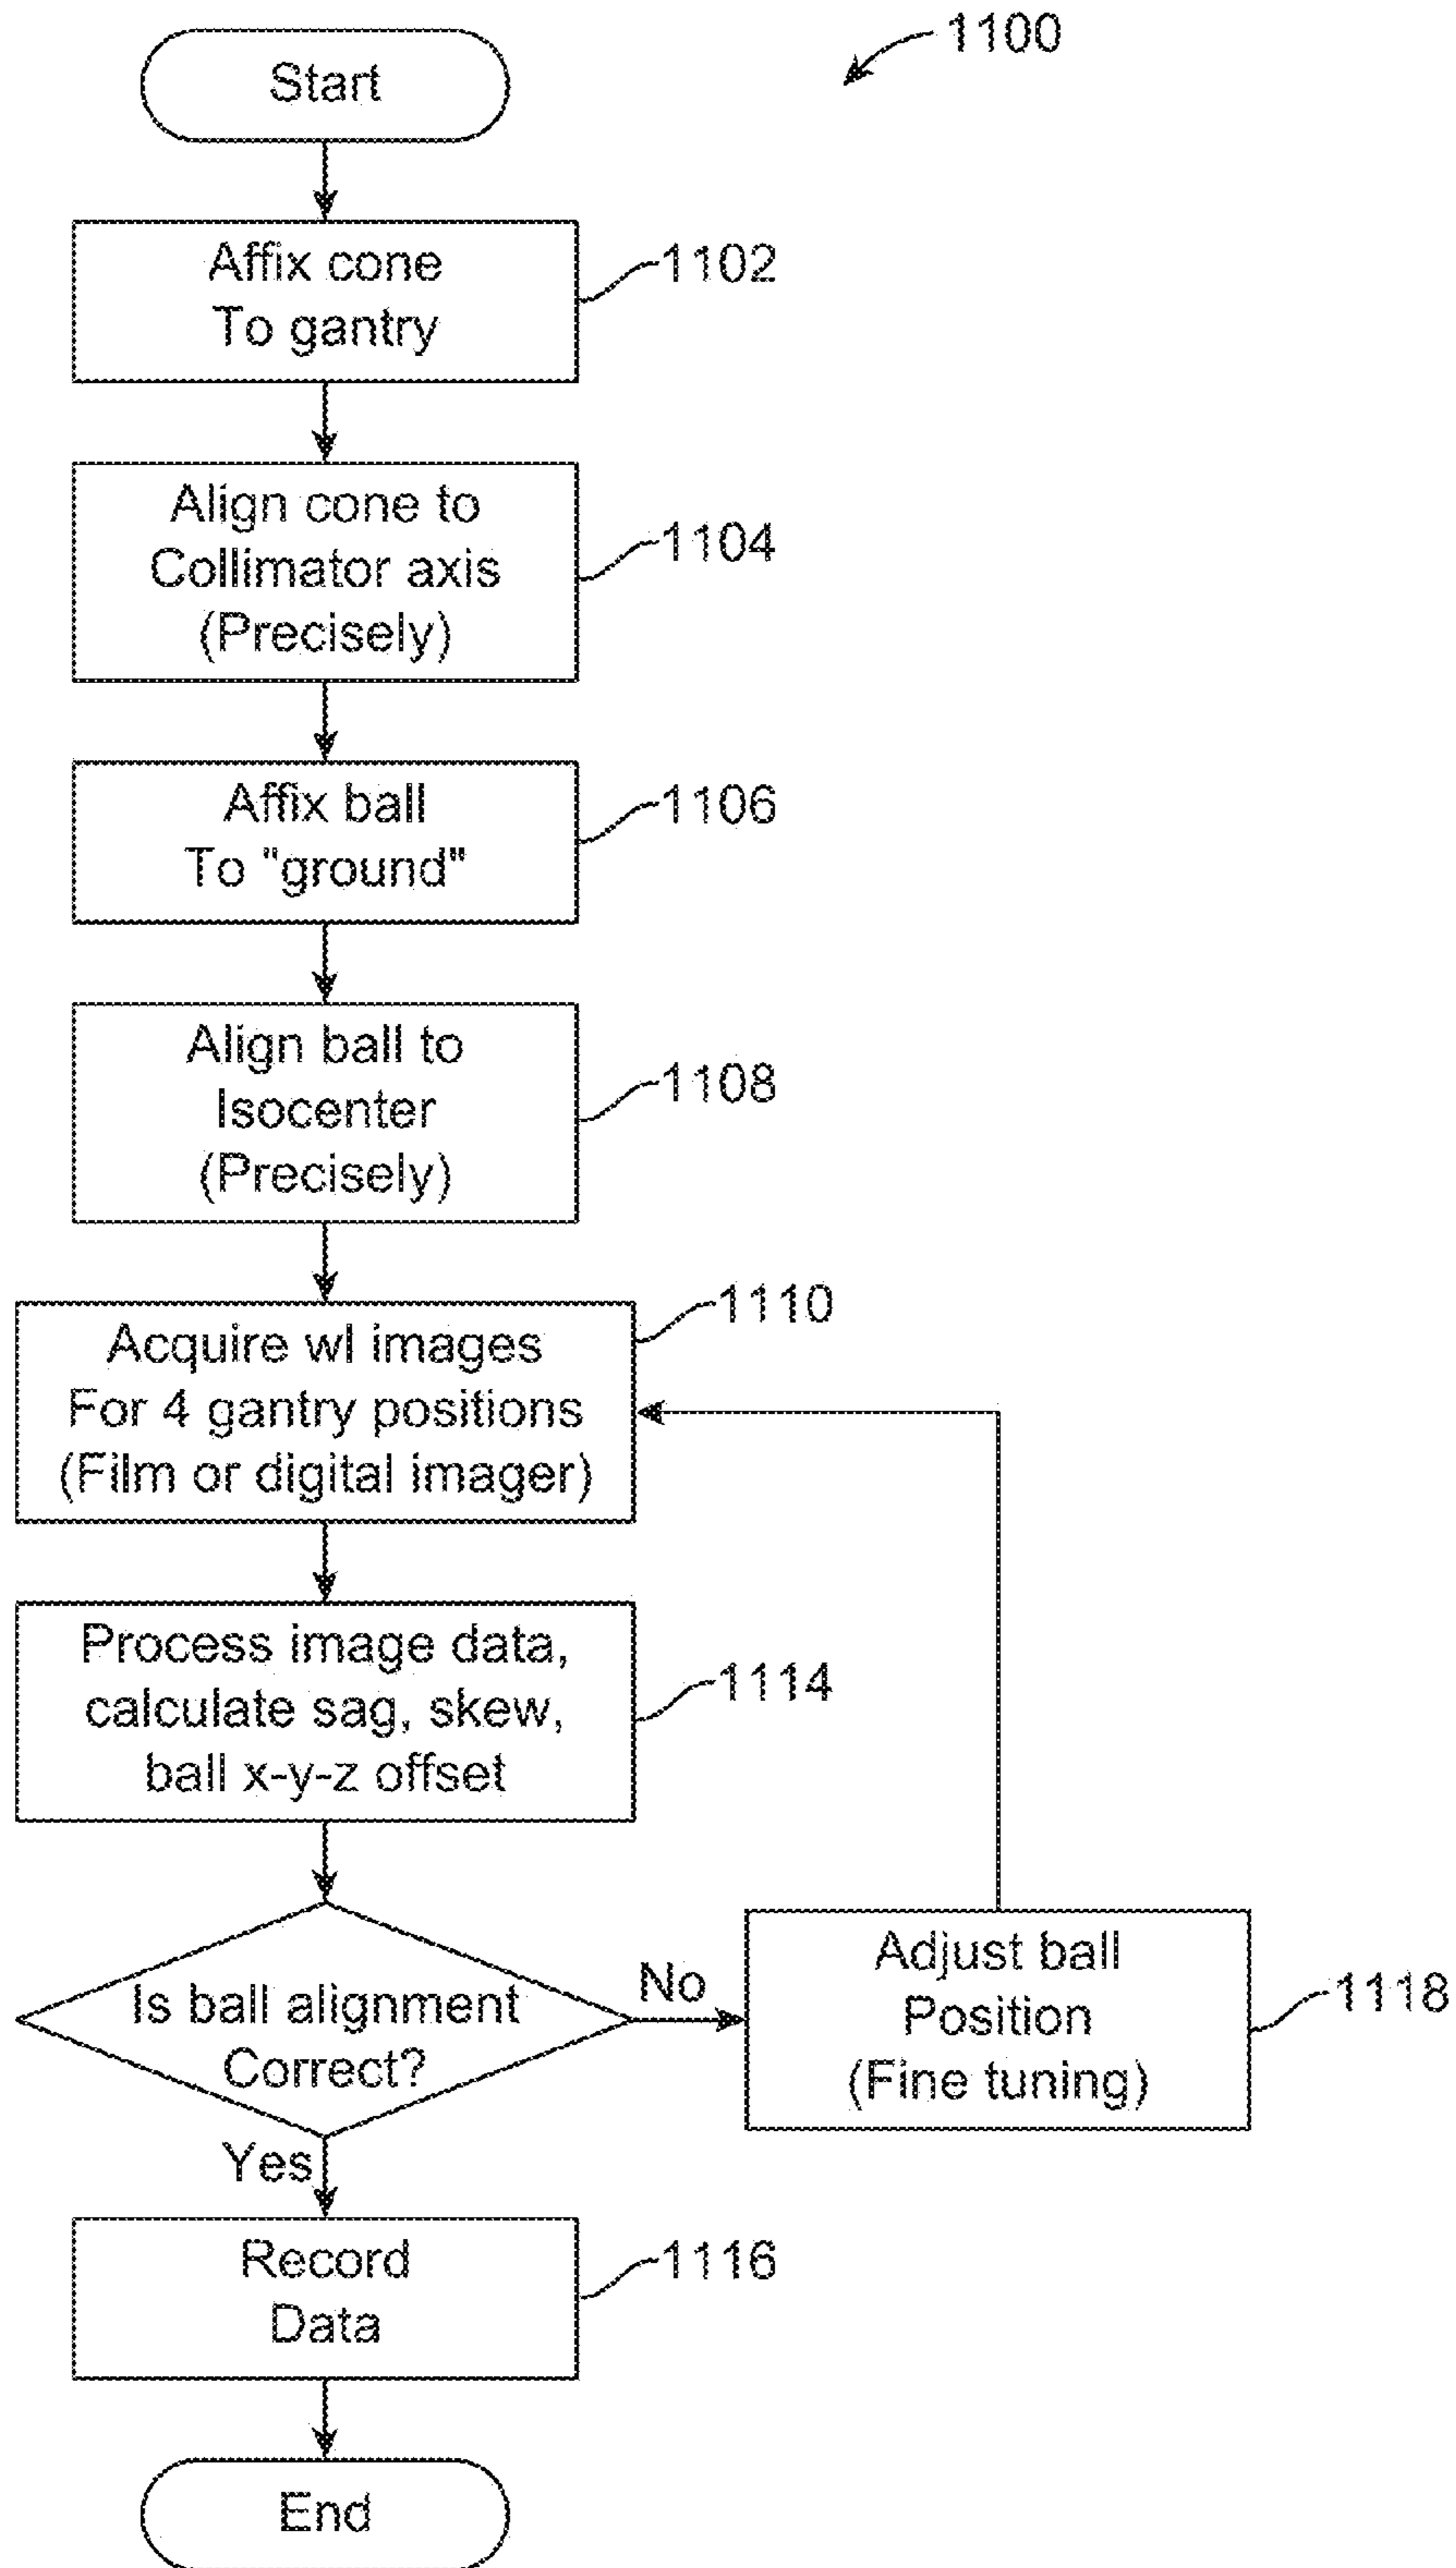 1100
Start
Affix cone
To gantry
1102
Align cone to
Collimator axis
(Precisely)
1104
Affix ball
To "ground"
1106
Align ball to
Isocenter
(Precisely)
1108
Acquire wl images
For 4 gantry positions
(Film or digital imager)
1110
Process image data,
calculate sag, skew,
ball x-y-z offset
1114
Is ball alignment
Correct?
No
Adjust ball
Position
(Fine tuning)
1118
Yes
Record
Data
1116
End